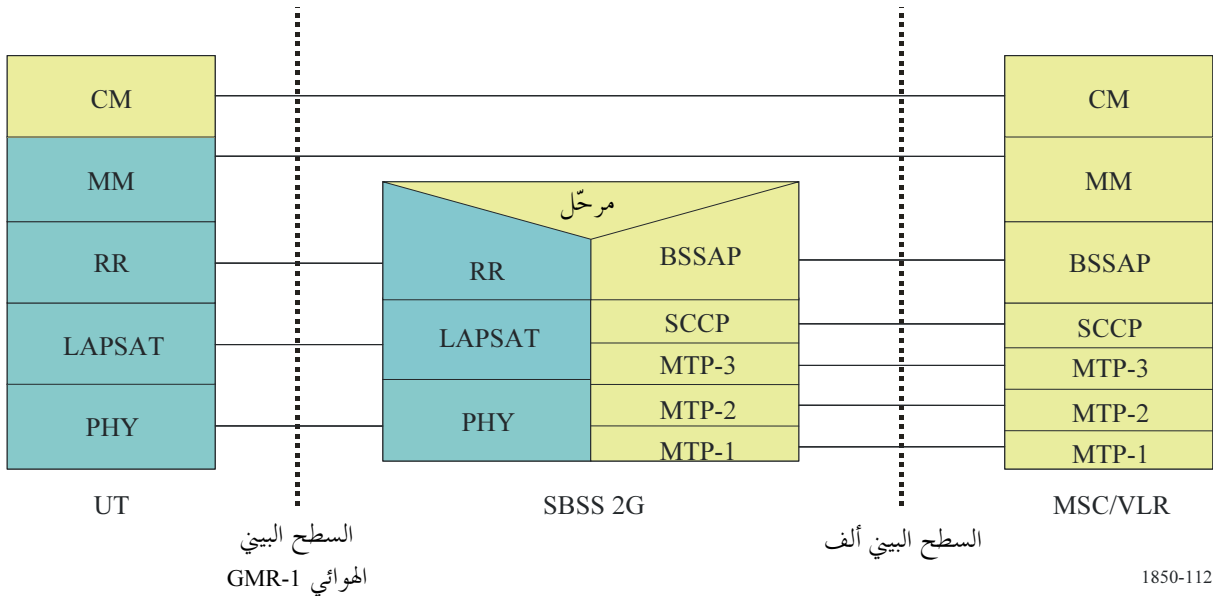 CM
MM
RR
LAPSAT
PHY
UT
مرحّل
RR
LAPSAT
PHY
BSSAP
SCCP
MTP-3
MTP-2
MTP-1
SBSS 2G
CM
MM
BSSAP
SCCP
MTP-3
MTP-2
MTP-1
MSC/VLR
السطح البيني
الهوائي GMR-1
السطح البيني ألف
1850-112